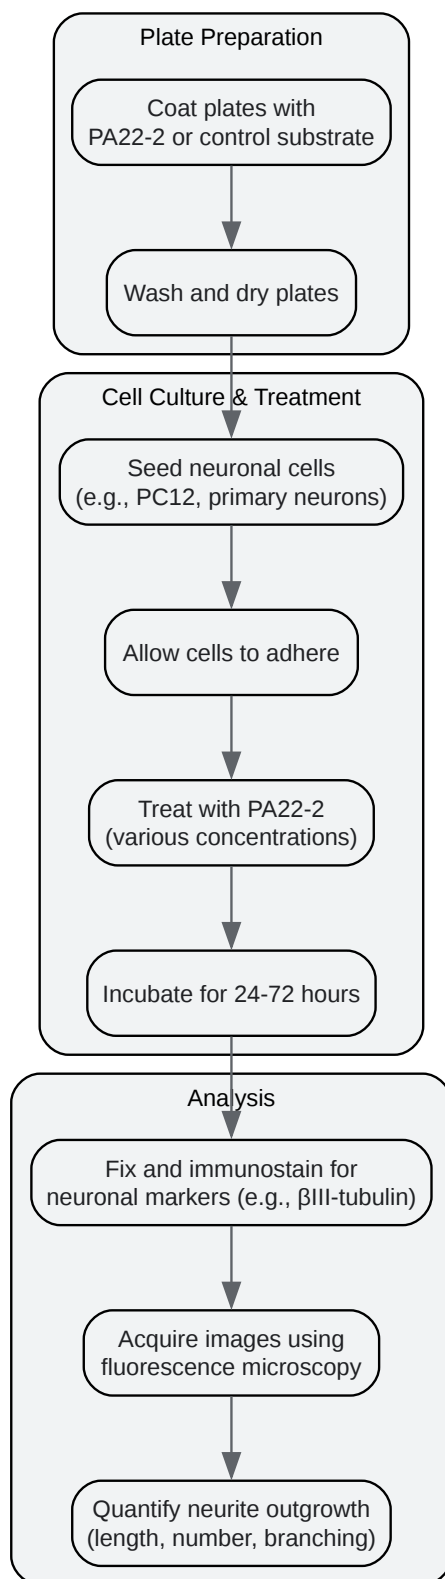 Plate Preparation
Coat plates with
PA22-2 or control substrate
Wash and dry plates
Cell Culture & Treatment
Seed neuronal cells
(e.g., PC12, primary neurons)
Allow cells to adhere
Treat with PA22-2
(various concentrations)
Incubate for 24-72 hours
Analysis
Fix and immunostain for
neuronal markers (e.g., βIII-tubulin)
Acquire images using
fluorescence microscopy
Quantify neurite outgrowth
(length, number, branching)